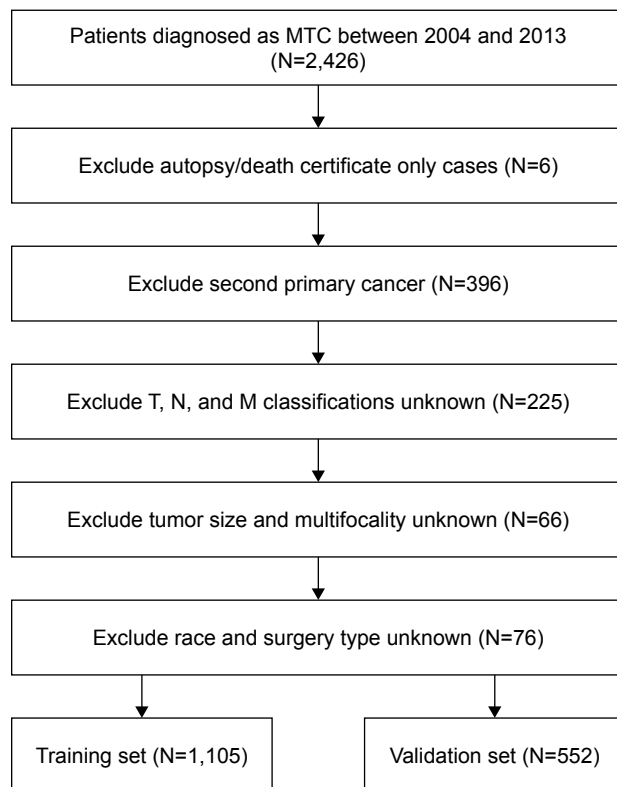 Patients diagnosed as MTC between 2004 and 2013
(N=2,426)
Exclude autopsy/death certificate only cases (N=6)
Exclude second primary cancer (N=396)
Exclude T, N, and M classifications unknown (N=225)
Exclude tumor size and multifocality unknown (N=66)
Exclude race and surgery type unknown (N=76)
Training set (N=1,105)
Validation set (N=552)